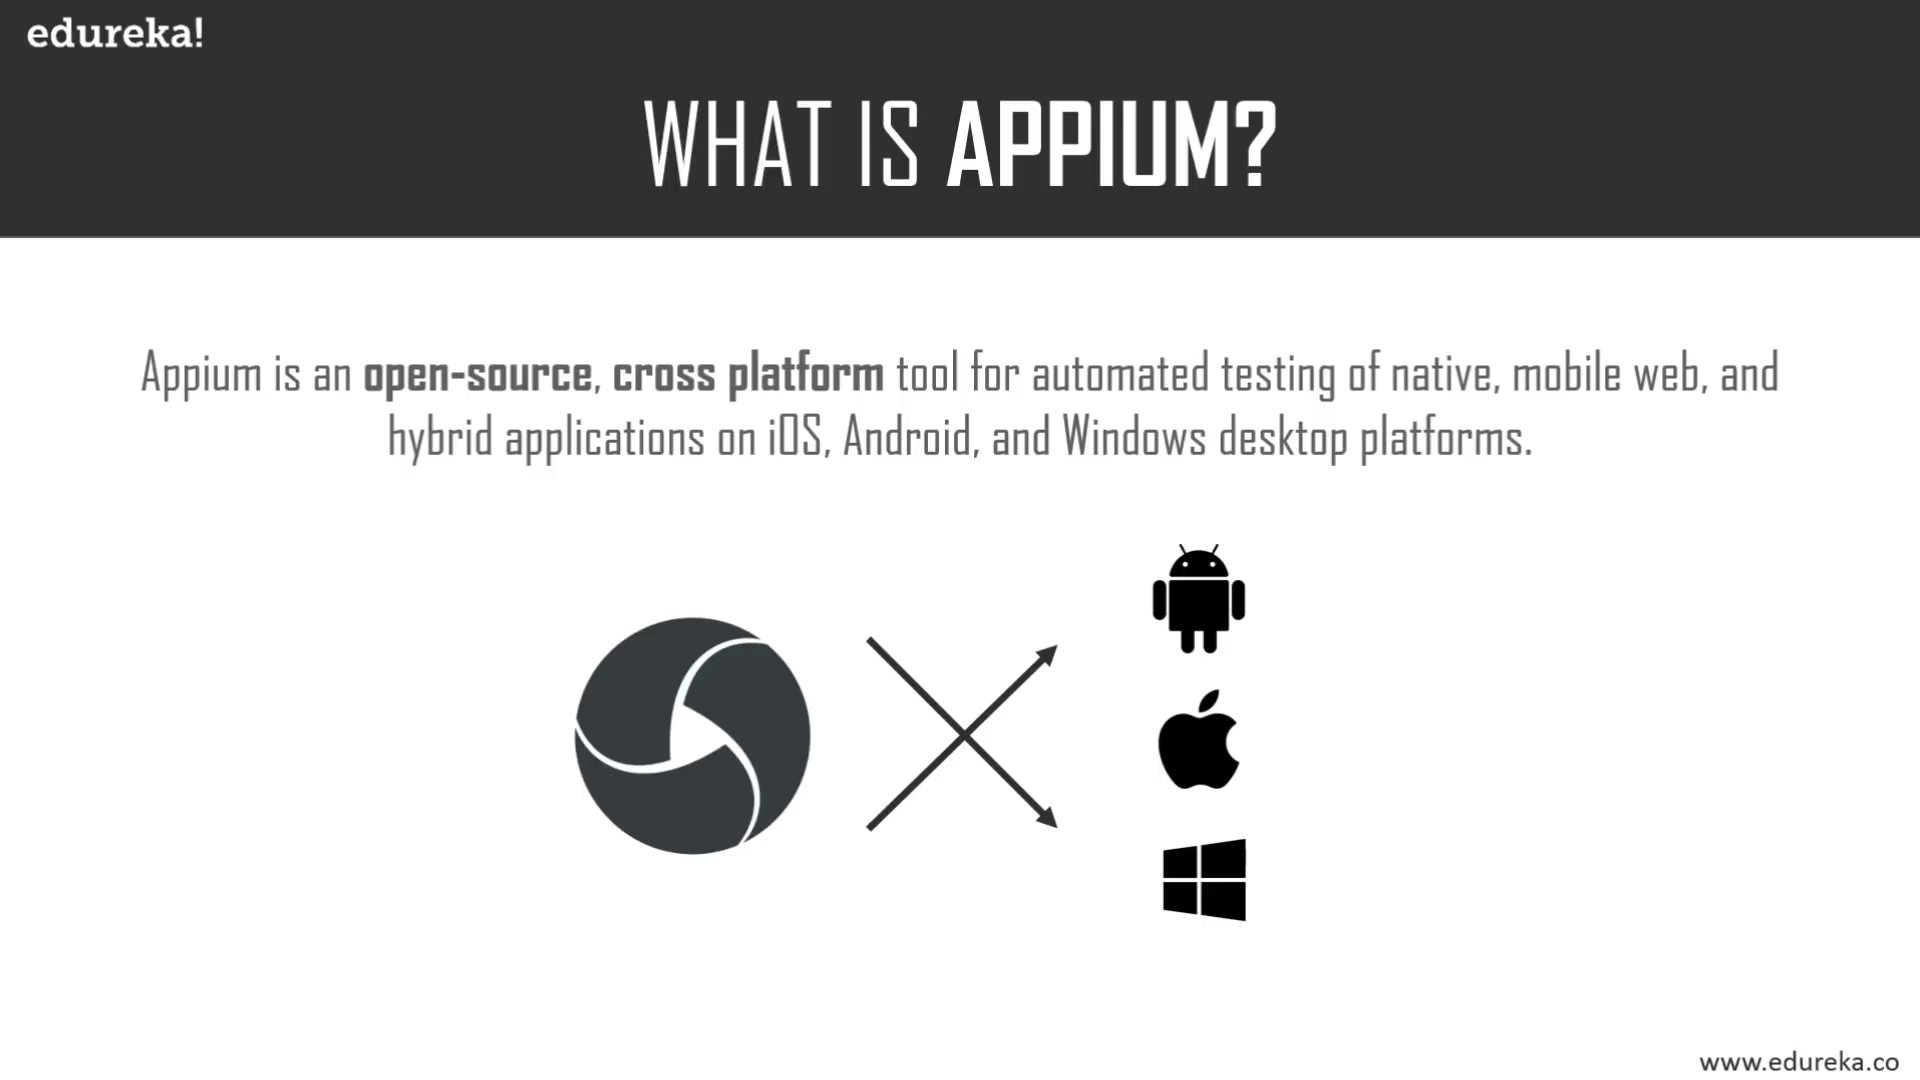 edureka!
WHAT IS APPIUM?
Appium is an open-source, cross platform tool for automated testing of native, mobile web, and
hybrid applications on iOS, Android, and Windows desktop platforms.
www.edureka.co